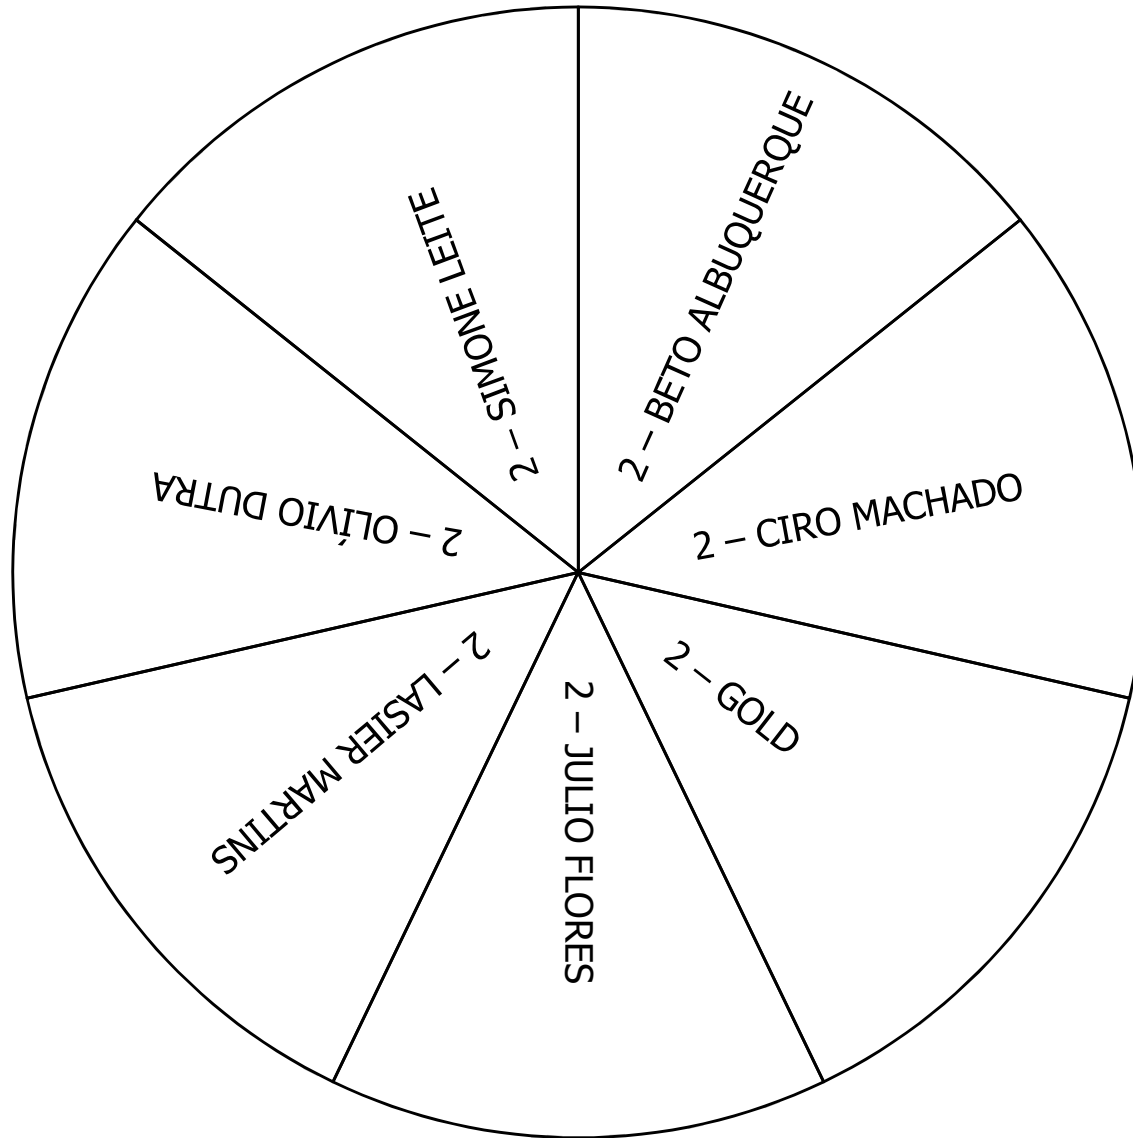 2 – BETO ALBUQUERQUE
2 – CIRO MACHADO
2 – GOLD
2 – JULIO FLORES
2 – LASIER MARTINS
2 – OLÍVIO DUTRA
2 – SIMONE LEITE